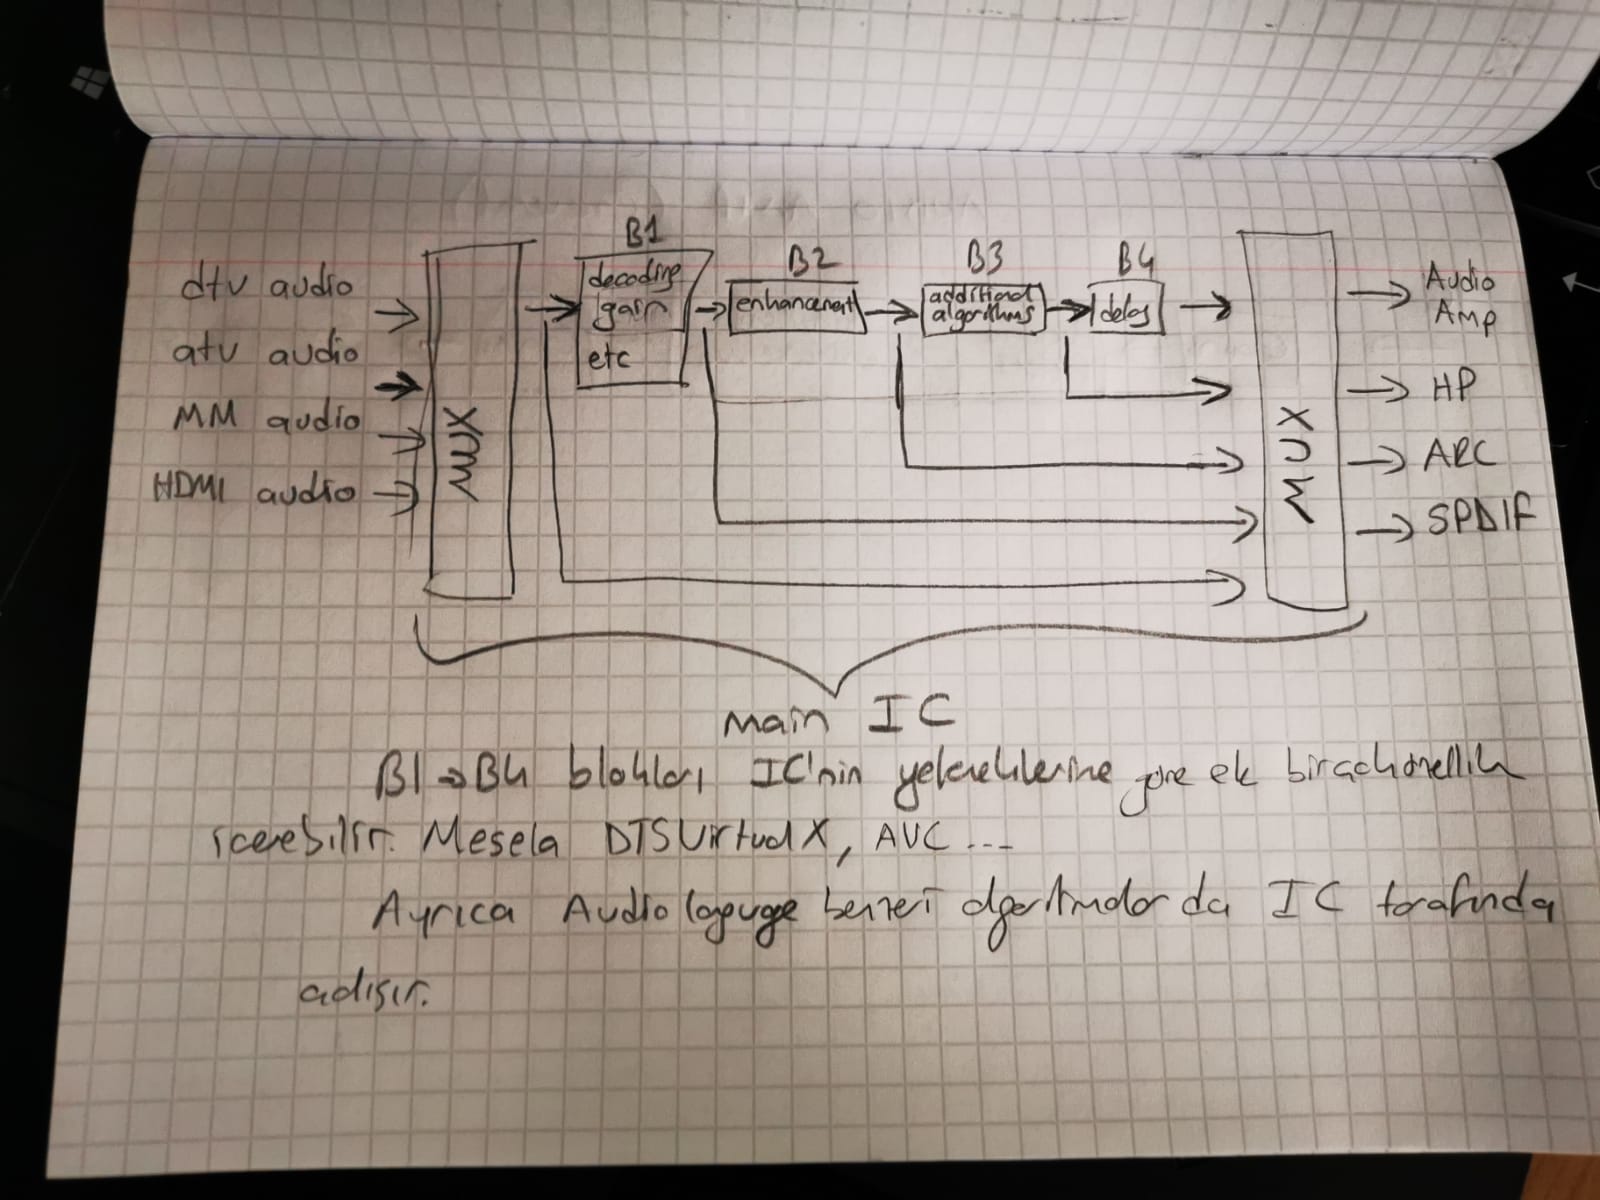 B1
B2
B3
B4
dtv audio
atv audio
MM audio
HDMI audio
MUX
decoding
gain
etc
enhancement
additional
algorithms
delay
MUX
Audio
Amp
HP
ARC
SPDIF
Main IC
B1 ⇒ B4 blokları IC'nin yeteneklerine göre ek birçok özellik
içerebilir. Mesela DTS Virtual X, AVC ...
Ayrıca Audio language benzeri algoritmalar da IC tarafında